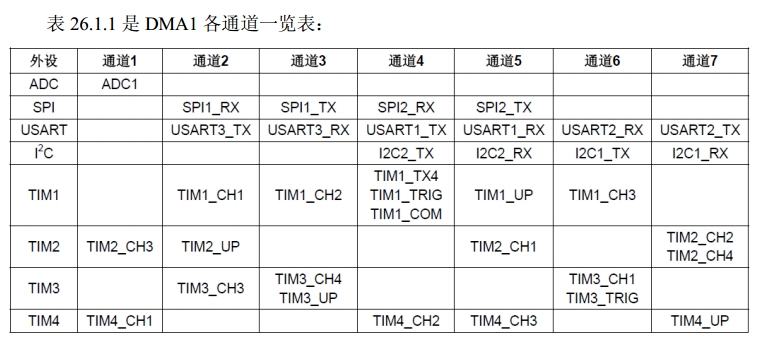 表 26.1.1 是 DMA1 各通道一览表：
外设 通道1 通道2 通道3 通道4 通道5 通道6 通道7
ADC ADC1
SPI SPI1_RX SPI1_TX SPI2_RX SPI2_TX
USART USART3_TX USART3_RX USART1_TX USART1_RX USART2_RX USART2_TX
I²C I2C2_TX I2C2_RX I2C1_TX I2C1_RX
TIM1 TIM1_CH1 TIM1_CH2 TIM1_TX4 TIM1_TRIG TIM1_COM TIM1_UP TIM1_CH3
TIM2 TIM2_CH3 TIM2_UP TIM2_CH1 TIM2_CH2 TIM2_CH4
TIM3 TIM3_CH3 TIM3_CH4 TIM3_UP TIM3_CH1 TIM3_TRIG
TIM4 TIM4_CH1 TIM4_CH2 TIM4_CH3 TIM4_UP